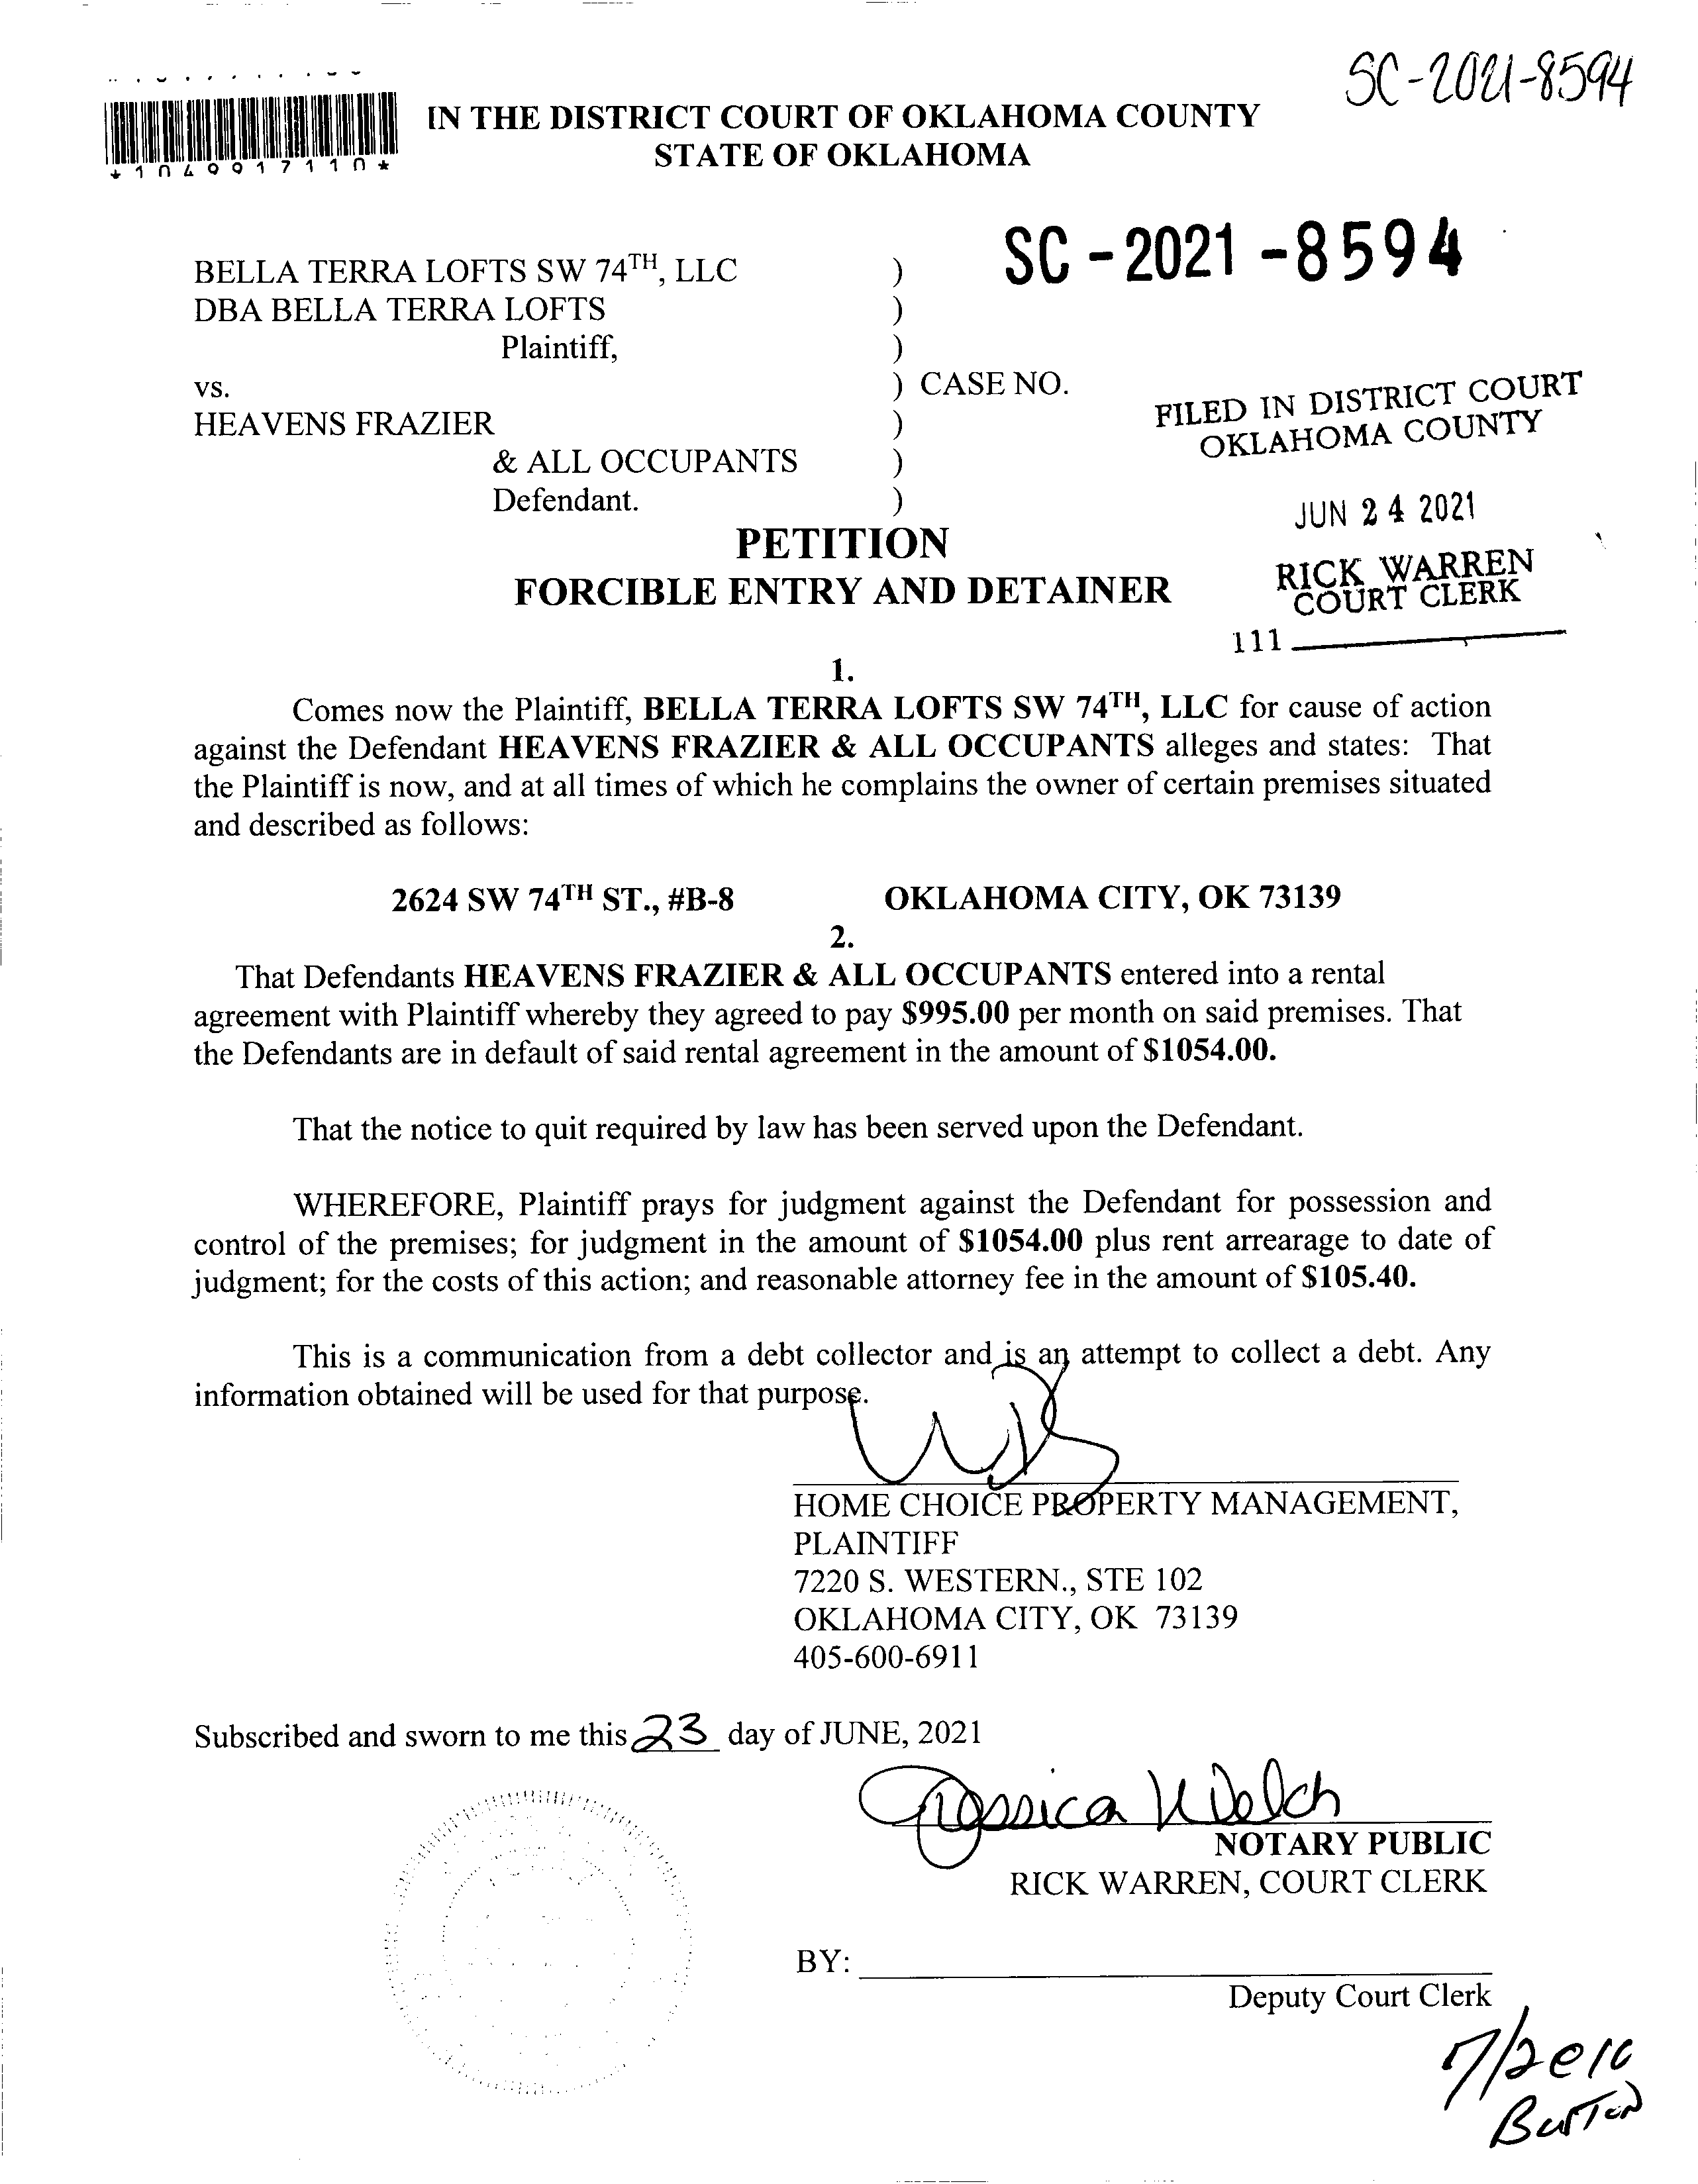 SC-2021-8594
*1049917110*
IN THE DISTRICT COURT OF OKLAHOMA COUNTY
STATE OF OKLAHOMA
SC-2021-8594
BELLA TERRA LOFTS SW 74TH, LLC )
DBA BELLA TERRA LOFTS )
Plaintiff, )
vs. ) CASE NO.
HEAVENS FRAZIER )
& ALL OCCUPANTS )
Defendant. )
FILED IN DISTRICT COURT
OKLAHOMA COUNTY
JUN 24 2021
RICK WARREN
COURT CLERK
111
PETITION
FORCIBLE ENTRY AND DETAINER
1.
Comes now the Plaintiff, BELLA TERRA LOFTS SW 74TH, LLC for cause of action
against the Defendant HEAVENS FRAZIER & ALL OCCUPANTS alleges and states: That
the Plaintiff is now, and at all times of which he complains the owner of certain premises situated
and described as follows:
2624 SW 74TH ST., #B-8 OKLAHOMA CITY, OK 73139
2.
That Defendants HEAVENS FRAZIER & ALL OCCUPANTS entered into a rental
agreement with Plaintiff whereby they agreed to pay $995.00 per month on said premises. That
the Defendants are in default of said rental agreement in the amount of $1054.00.
That the notice to quit required by law has been served upon the Defendant.
WHEREFORE, Plaintiff prays for judgment against the Defendant for possession and
control of the premises; for judgment in the amount of $1054.00 plus rent arrearage to date of
judgment; for the costs of this action; and reasonable attorney fee in the amount of $105.40.
This is a communication from a debt collector and is an attempt to collect a debt. Any
information obtained will be used for that purpose.
HOME CHOICE PROPERTY MANAGEMENT,
PLAINTIFF
7220 S. WESTERN., STE 102
OKLAHOMA CITY, OK 73139
405-600-6911
Subscribed and sworn to me this 23 day of JUNE, 2021
Jessica Welch
NOTARY PUBLIC
RICK WARREN, COURT CLERK
BY:
Deputy Court Clerk
7/2e10
Burton